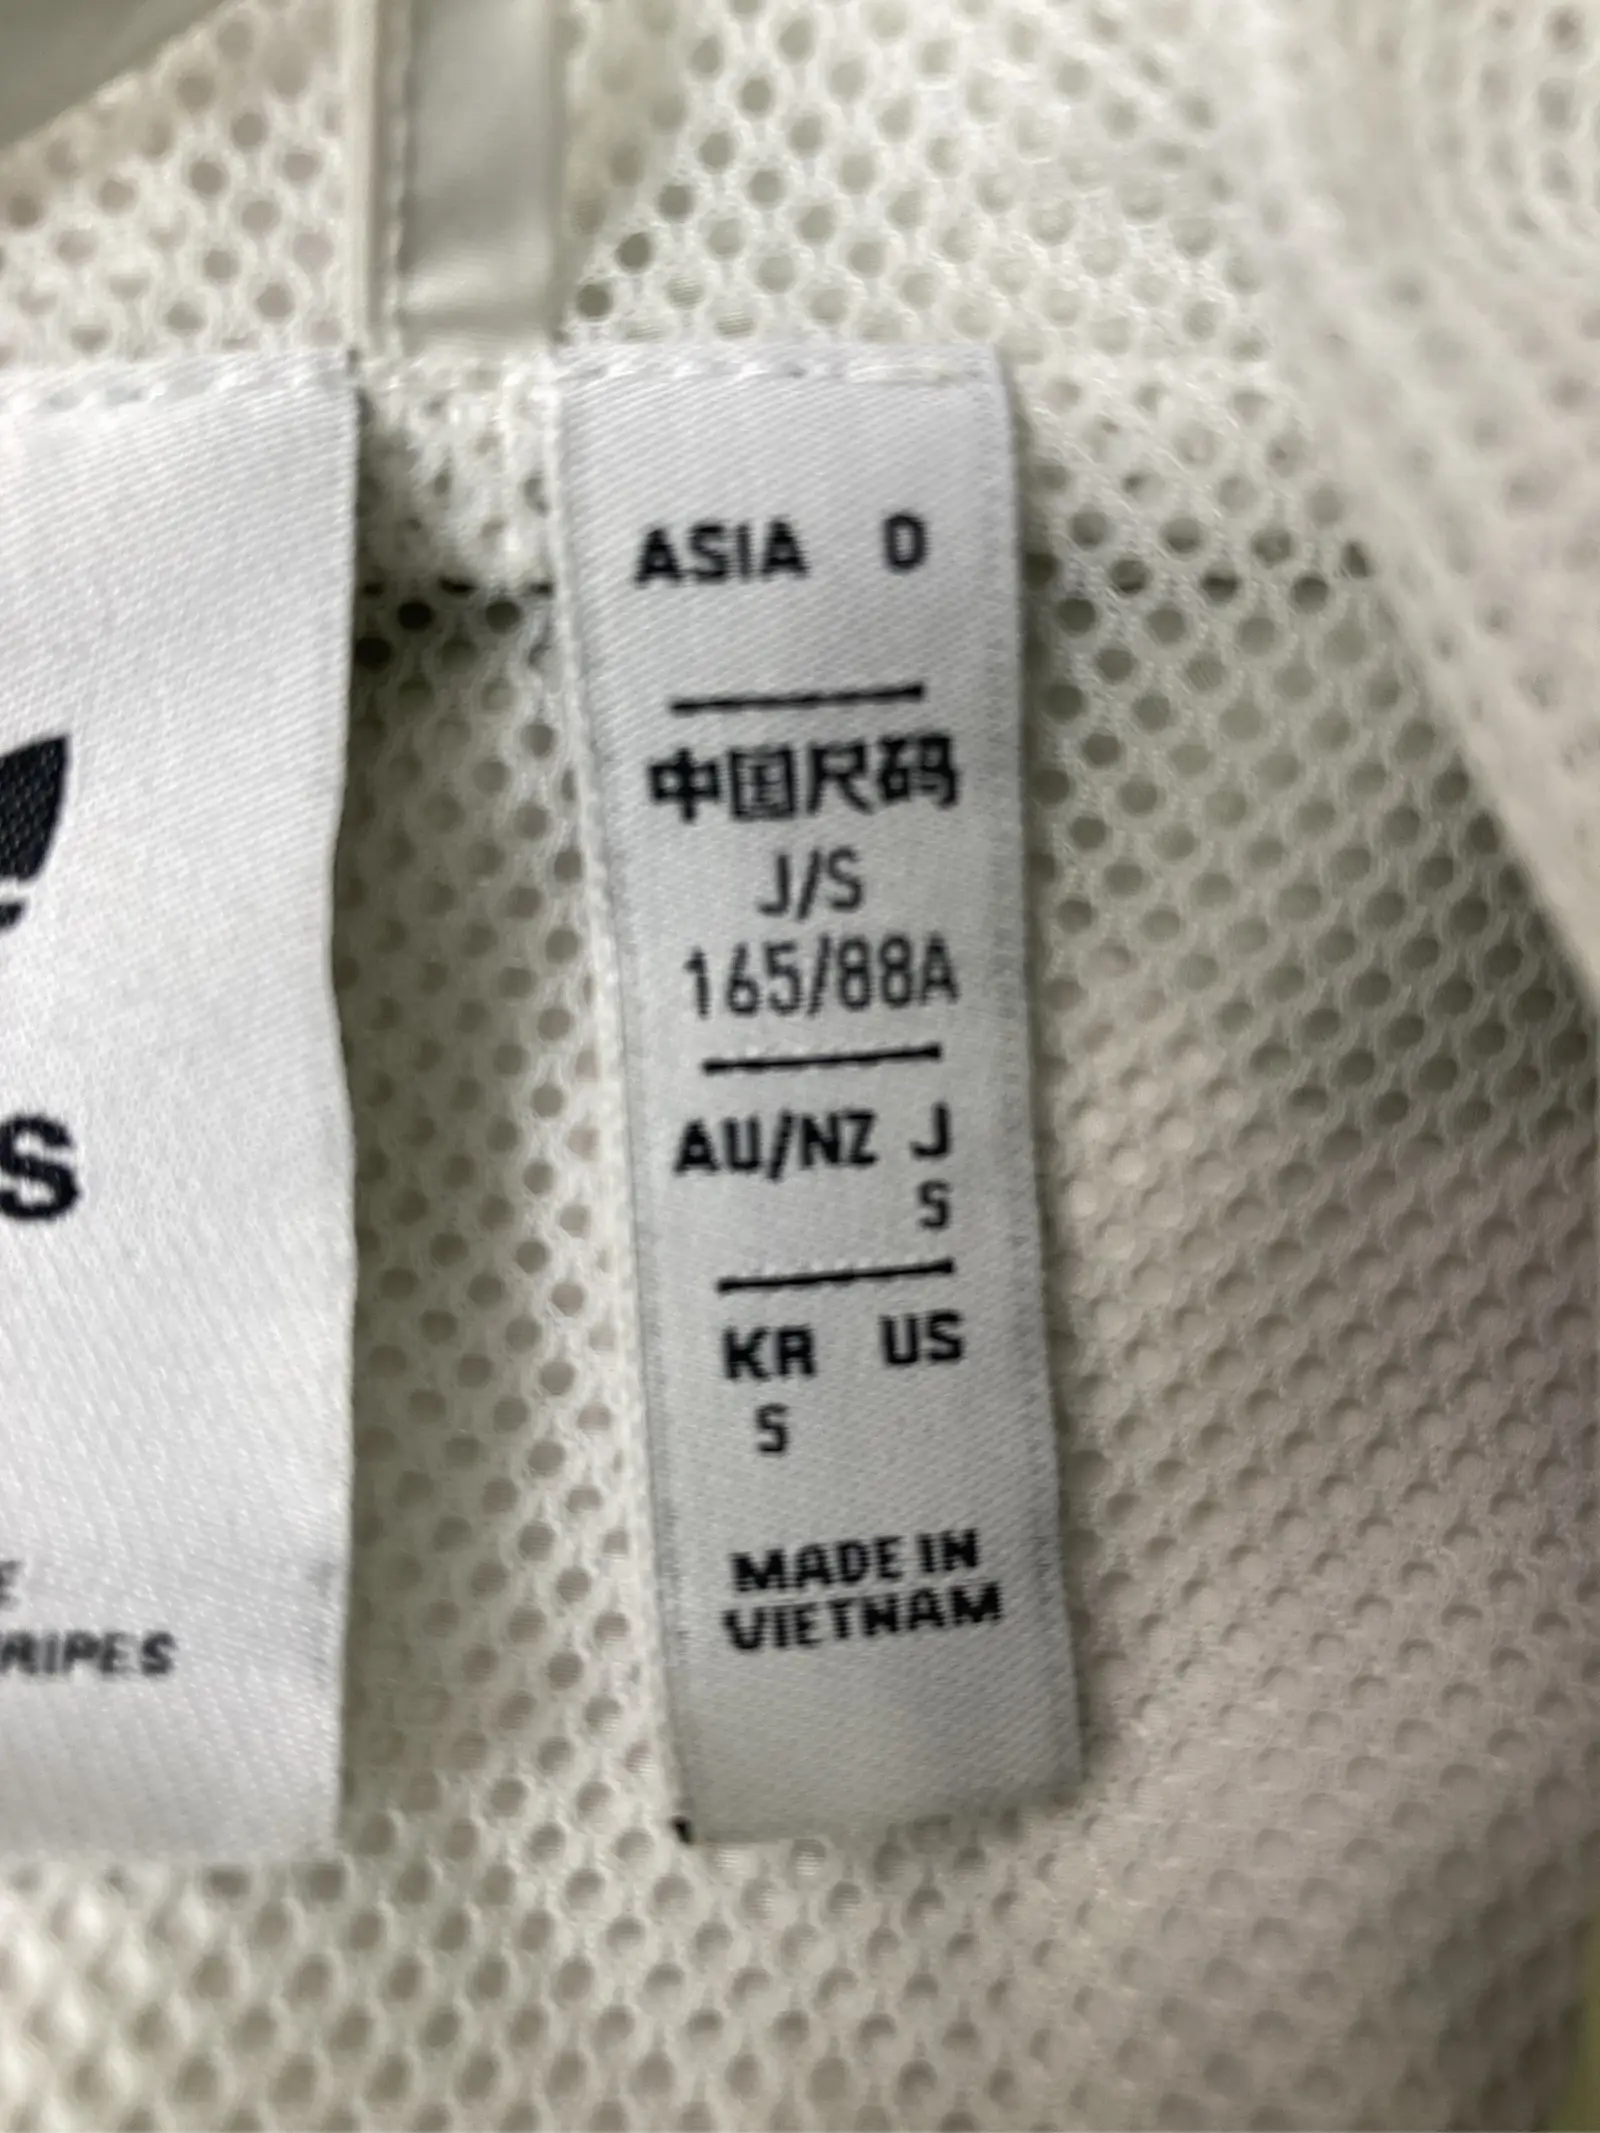 S
E
RIPES
ASIA D
中国尺码
J/S
165/88A
AU/NZ J
S
KR US
S
MADE IN
VIETNAM